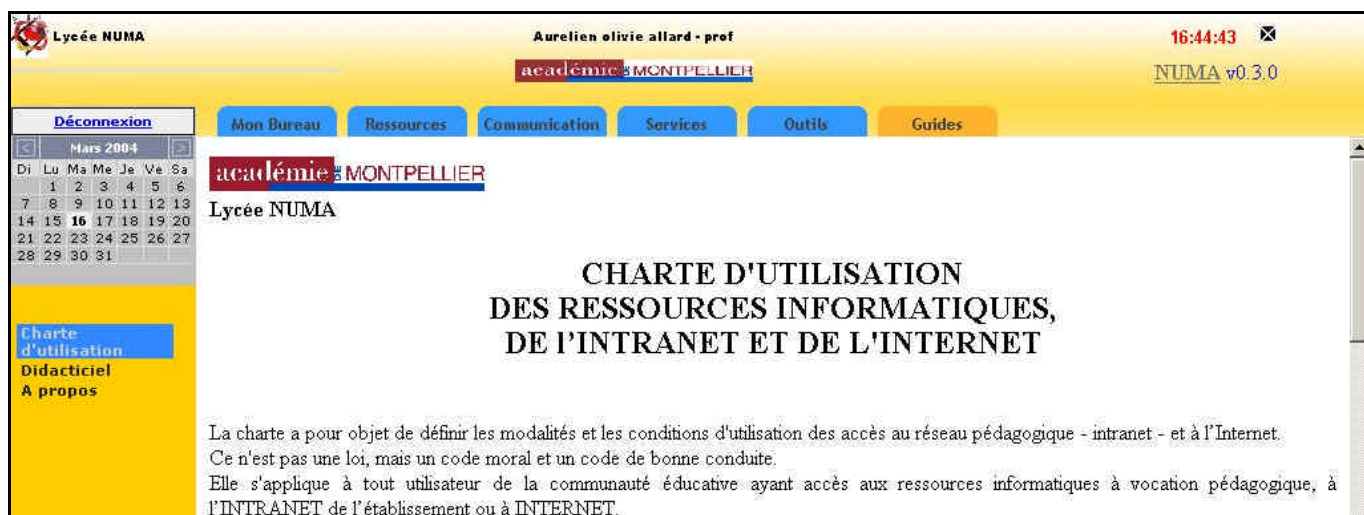 Lycée NUMA
Aurelien olivie allard - prof
16:44:43
académie DE MONTPELLIER
NUMA v0.3.0
Déconnexion
Mon Bureau Ressources Communication Services Outils Guides
< Mars 2004 >
Di Lu Ma Me Je Ve Sa
1 2 3 4 5 6
7 8 9 10 11 12 13
14 15 16 17 18 19 20
21 22 23 24 25 26 27
28 29 30 31
Charte
d'utilisation
Didacticiel
A propos
académie DE MONTPELLIER
Lycée NUMA
CHARTE D'UTILISATION
DES RESSOURCES INFORMATIQUES,
DE l'INTRANET ET DE L'INTERNET
La charte a pour objet de définir les modalités et les conditions d'utilisation des accès au réseau pédagogique - intranet - et à l'Internet.
Ce n'est pas une loi, mais un code moral et un code de bonne conduite.
Elle s'applique à tout utilisateur de la communauté éducative ayant accès aux ressources informatiques à vocation pédagogique, à
l'INTRANET de l'établissement ou à INTERNET.